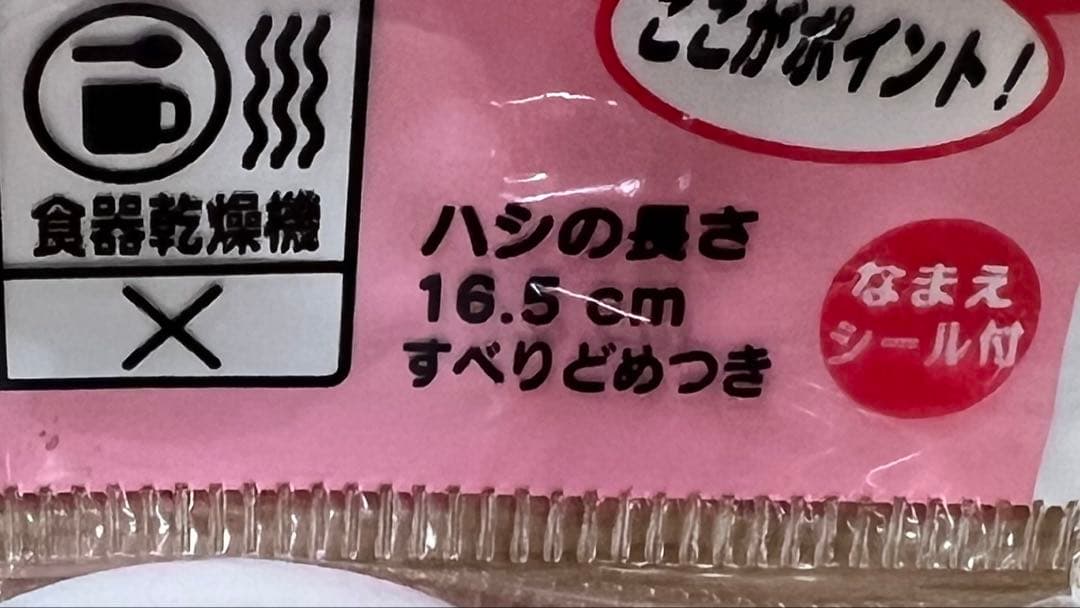 ここがポイント!
食器乾燥機
×
ハシの長さ
16.5 cm
すべりどめつき
なまえ
シール付